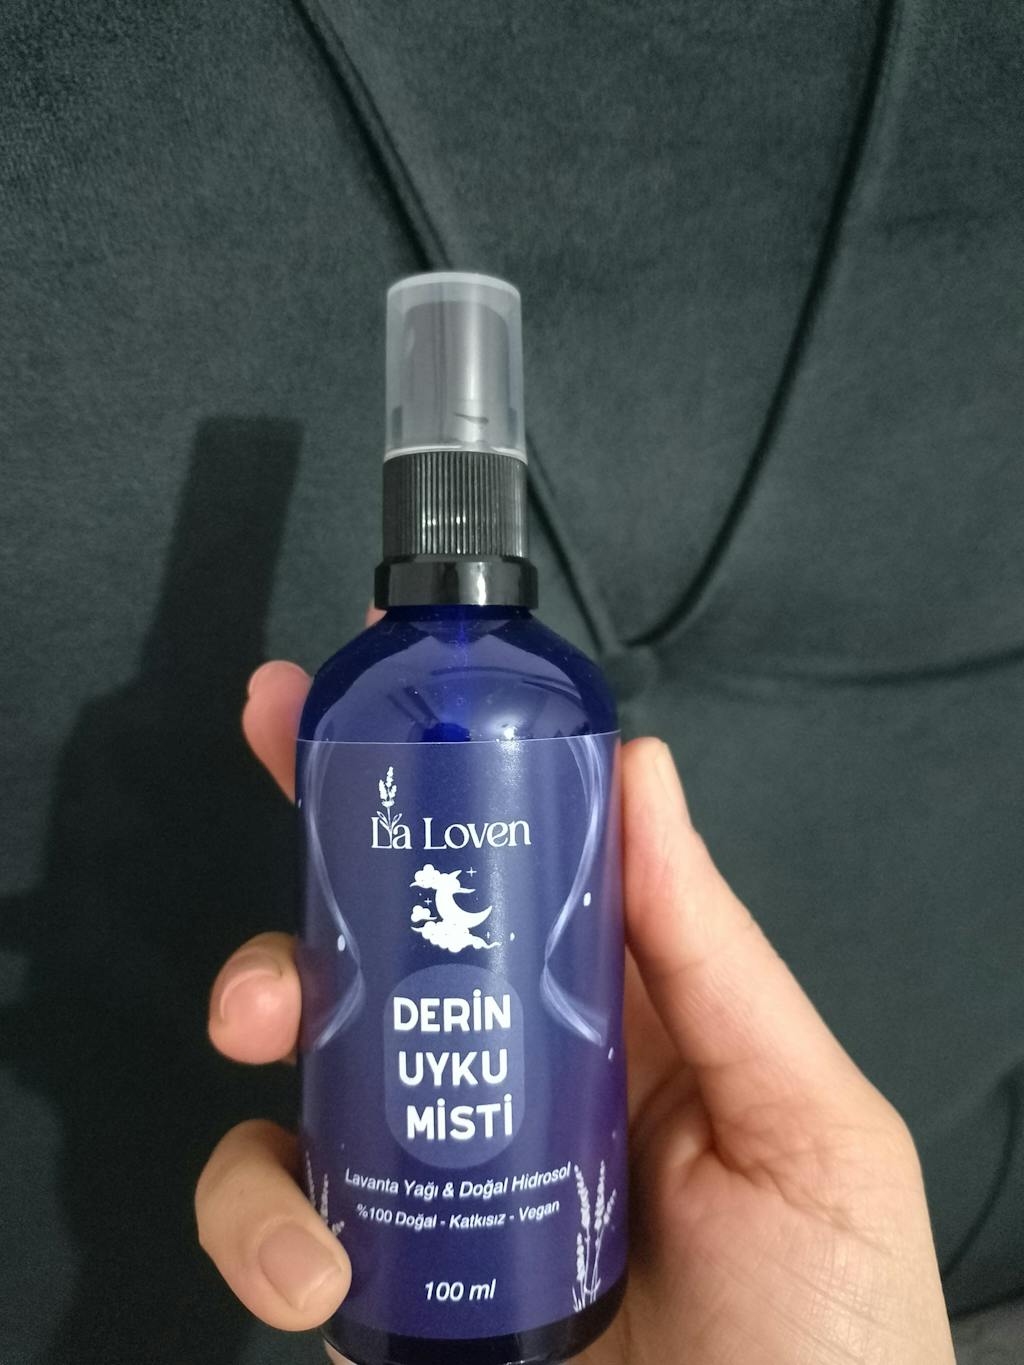 La Loven
DERİN
UYKU
MİSTİ
Lavanta Yağı & Doğal Hidrosol
%100 Doğal - Katkısız - Vegan
100 ml